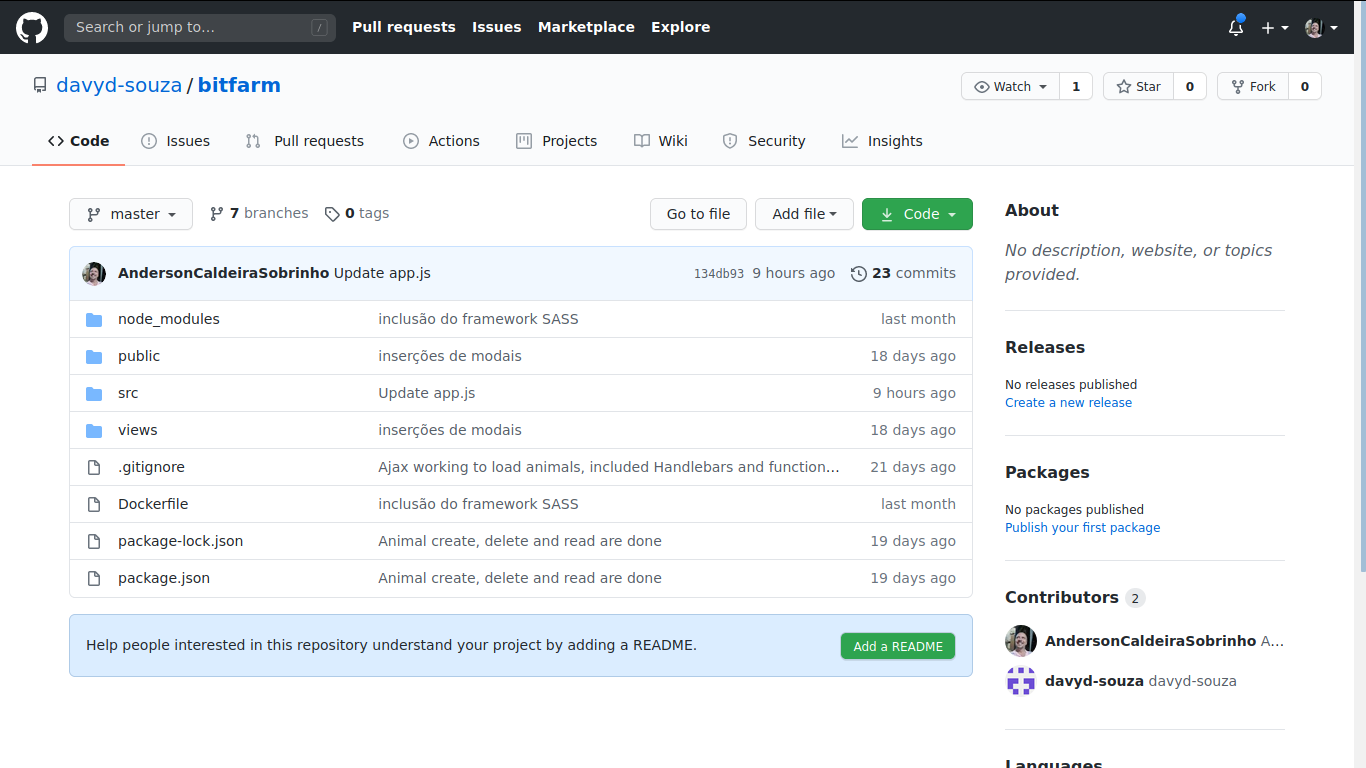 Search or jump to... /
Pull requests Issues Marketplace Explore
davyd-souza / bitfarm
Watch 1 Star 0 Fork 0
Code Issues Pull requests Actions Projects Wiki Security Insights
master 7 branches 0 tags Go to file Add file Code
AndersonCaldeiraSobrinho Update app.js 134db93 9 hours ago 23 commits
node_modules inclusão do framework SASS last month
public inserções de modais 18 days ago
src Update app.js 9 hours ago
views inserções de modais 18 days ago
.gitignore Ajax working to load animals, included Handlebars and function... 21 days ago
Dockerfile inclusão do framework SASS last month
package-lock.json Animal create, delete and read are done 19 days ago
package.json Animal create, delete and read are done 19 days ago
Help people interested in this repository understand your project by adding a README. Add a README
About
No description, website, or topics
provided.
Releases
No releases published
Create a new release
Packages
No packages published
Publish your first package
Contributors 2
AndersonCaldeiraSobrinho A...
davyd-souza davyd-souza
Languages